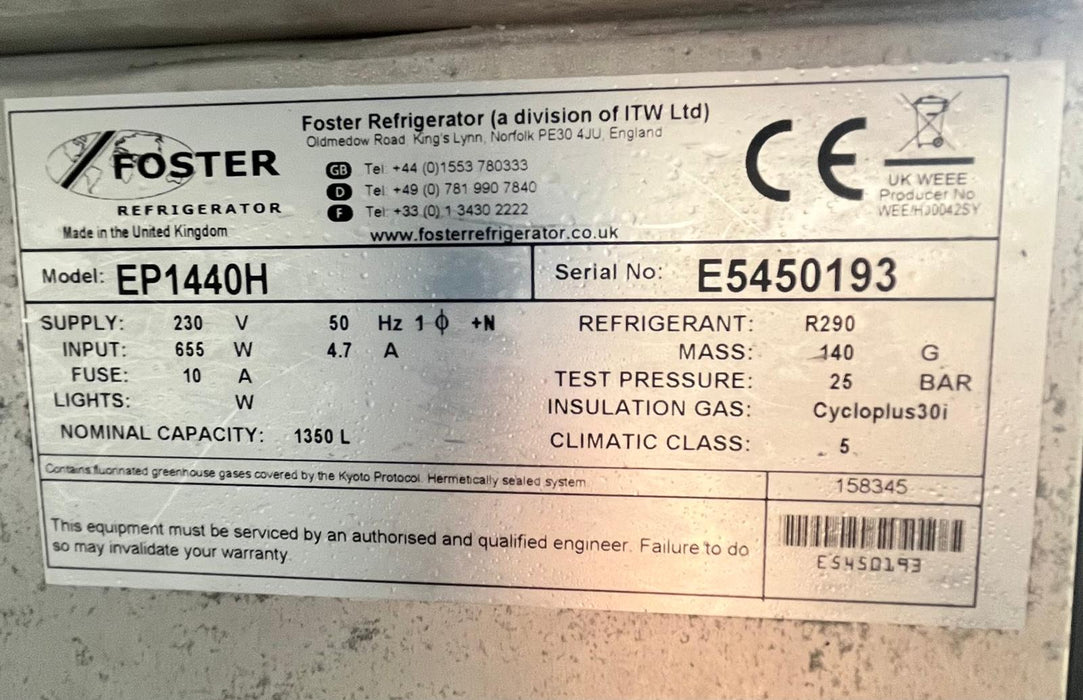 FOSTER
REFRIGERATOR
Made in the United Kingdom
Foster Refrigerator (a division of ITW Ltd)
Oldmedow Road, King's Lynn, Norfolk PE30 4JU, England
GB Tel: +44 (0)1553 780333
D Tel: +49 (0) 781 990 7840
F Tel: +33 (0) 1 3430 2222
www.fosterrefrigerator.co.uk
CE
UK WEEE
Producer No
Model: EP1440H
Serial No: E5450193
SUPPLY: 230 V 50 Hz 1 ϕ +N
INPUT: 655 W 4.7 A
FUSE: 10 A
LIGHTS: W
NOMINAL CAPACITY: 1350 L
REFRIGERANT: R290
MASS: 140 G
TEST PRESSURE: 25 BAR
INSULATION GAS: Cycloplus30i
CLIMATIC CLASS: 5
Contains fluorinated greenhouse gases covered by the Kyoto Protocol. Hermetically sealed system.
158345
This equipment must be serviced by an authorised and qualified engineer. Failure to do
so may invalidate your warranty.
E5450193